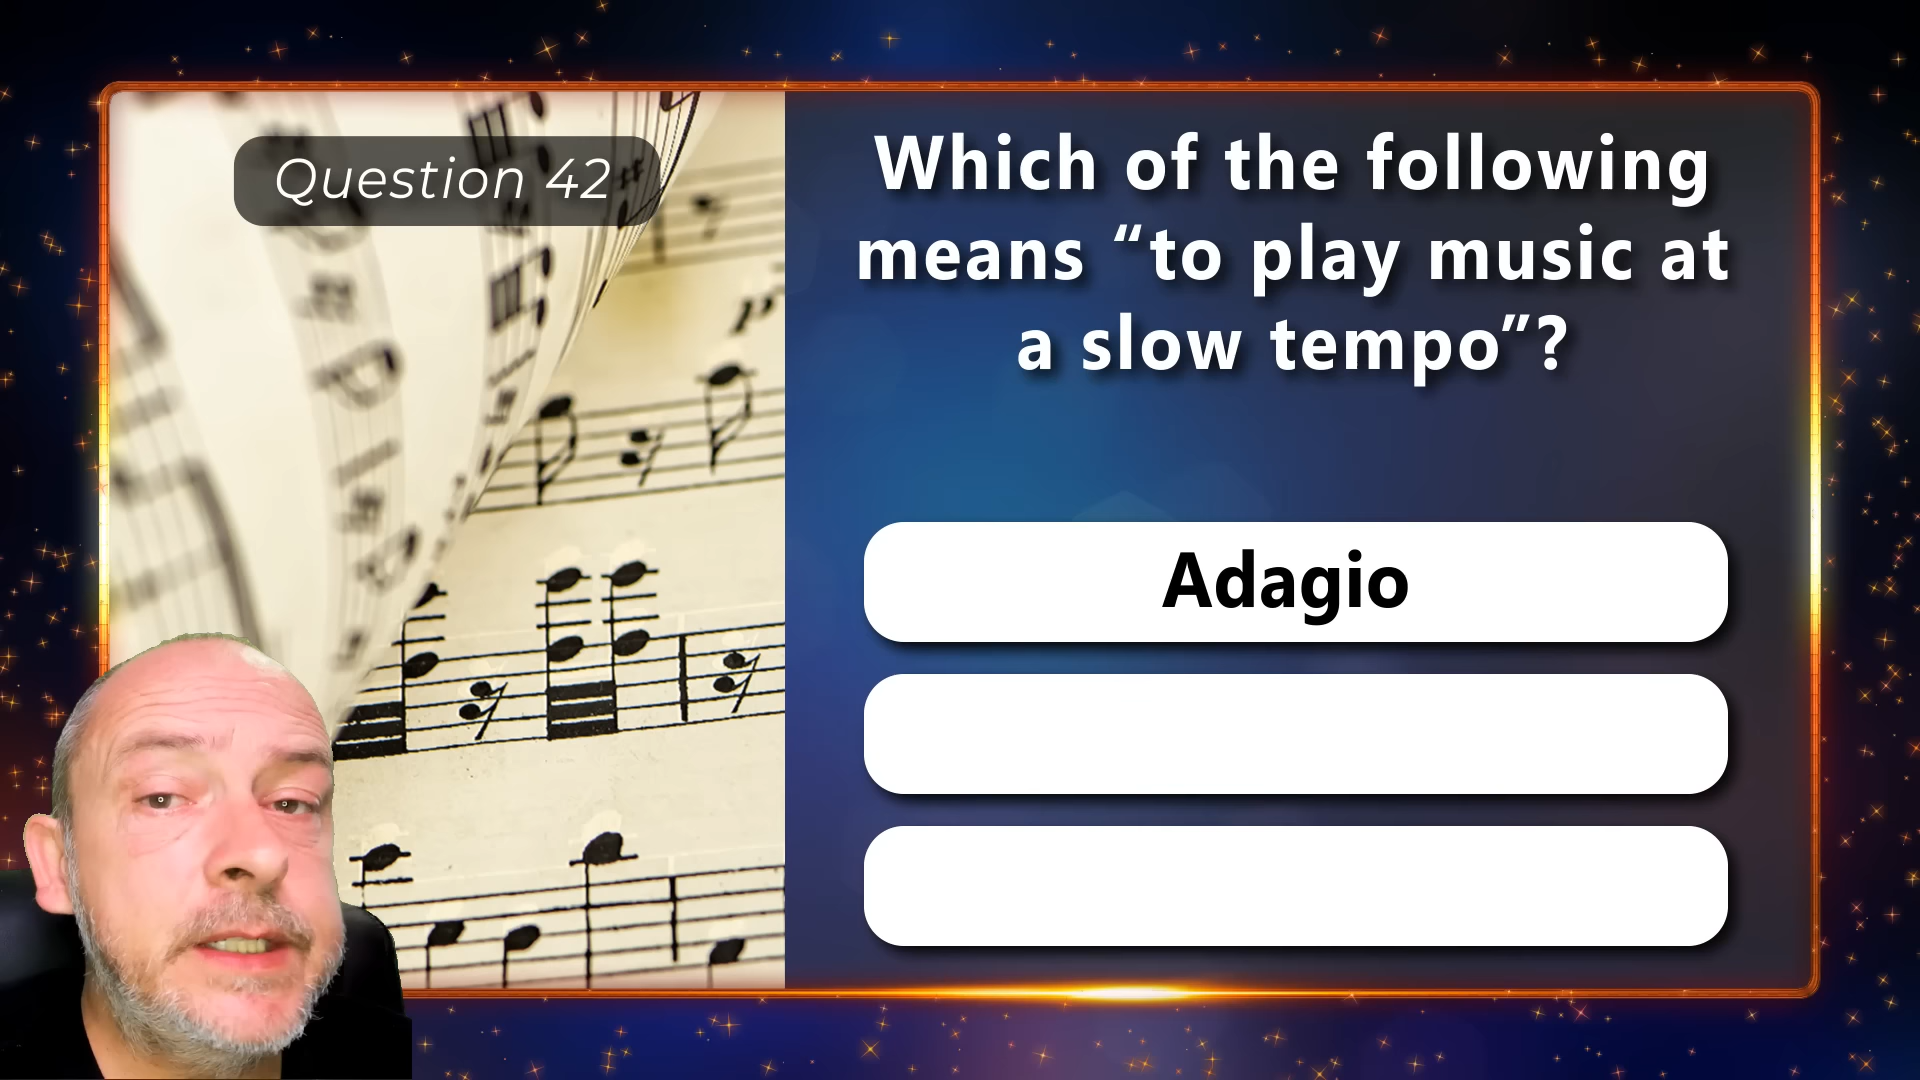 Question 42
Which of the following
means “to play music at
a slow tempo”?
Adagio